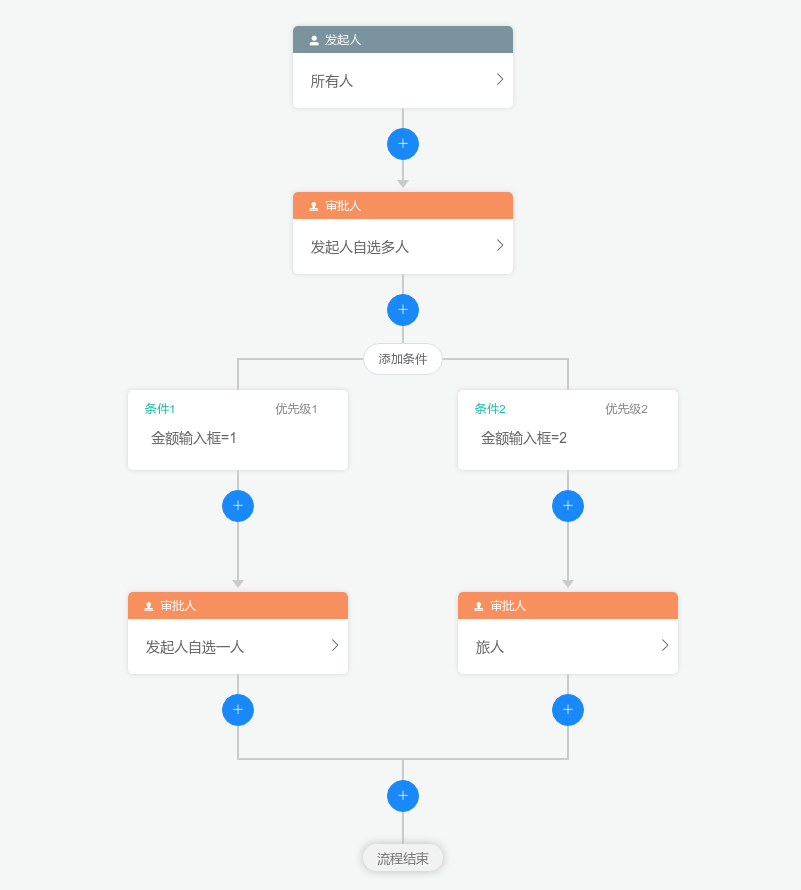 发起人
所有人
审批人
发起人自选多人
添加条件
条件1 优先级1
金额输入框=1
条件2 优先级2
金额输入框=2
审批人
发起人自选一人
审批人
旅人
流程结束